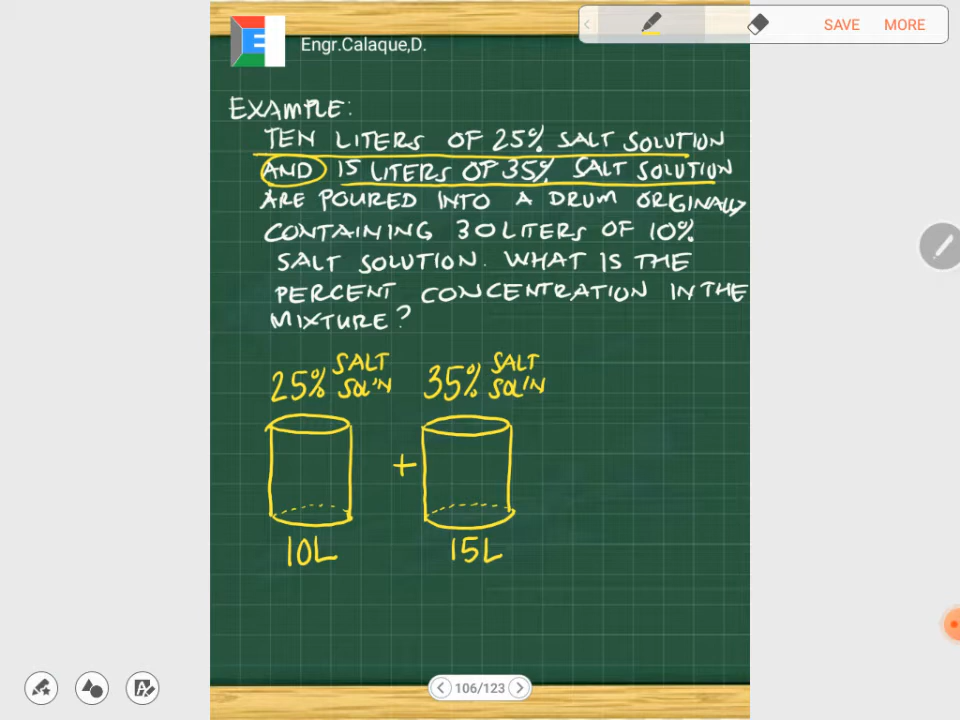 SAVE MORE
E Engr.Calaque,D.
EXAMPLE:
TEN LITERS OF 25% SALT SOLUTION
AND 15 LITERS OF 35% SALT SOLUTION
ARE POURED INTO A DRUM ORIGINALLY
CONTAINING 30 LITERS OF 10%
SALT SOLUTION. WHAT IS THE
PERCENT CONCENTRATION IN THE
MIXTURE?
25% SALT SOL'N 35% SALT SOL'N
+
10L 15L
106/123